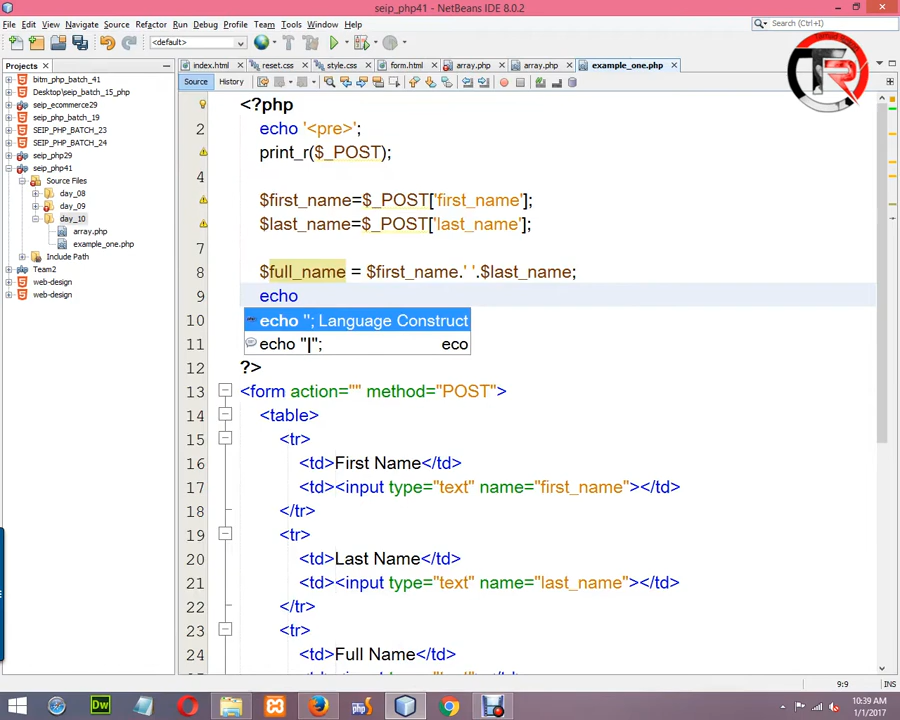 seip_php41 - NetBeans IDE 8.0.2
File Edit View Navigate Source Refactor Run Debug Profile Team Tools Window Help
Search (Ctrl+I)
<default>
Projects
index.html reset.css style.css form.html array.php array.php example_one.php
Source History
bitm_php_batch_41
Desktop\seip_batch_15_php
seip_ecommerce29
php_batch_19
SEIP_PHP_BATCH_23
SEIP_PHP_BATCH_24
seip_php29
seip_php41
Source Files
day_08
day_09
day_10
array.php
example_one.php
Include Path
Team2
web-design
web-design
<?php
2 echo '<pre>';
print_r($_POST);
4
$first_name=$_POST['first_name'];
$last_name=$_POST['last_name'];
7
8 $full_name = $first_name.' '.$last_name;
9 echo
10 echo ''; Language Construct
11 echo "|"; eco
12 ?>
13 <form action="" method="POST">
14 <table>
15 <tr>
16 <td>First Name</td>
17 <td><input type="text" name="first_name"></td>
18 </tr>
19 <tr>
20 <td>Last Name</td>
21 <td><input type="text" name="last_name"></td>
22 </tr>
23 <tr>
24 <td>Full Name</td>
9:9 INS
10:39 AM
1/1/2017